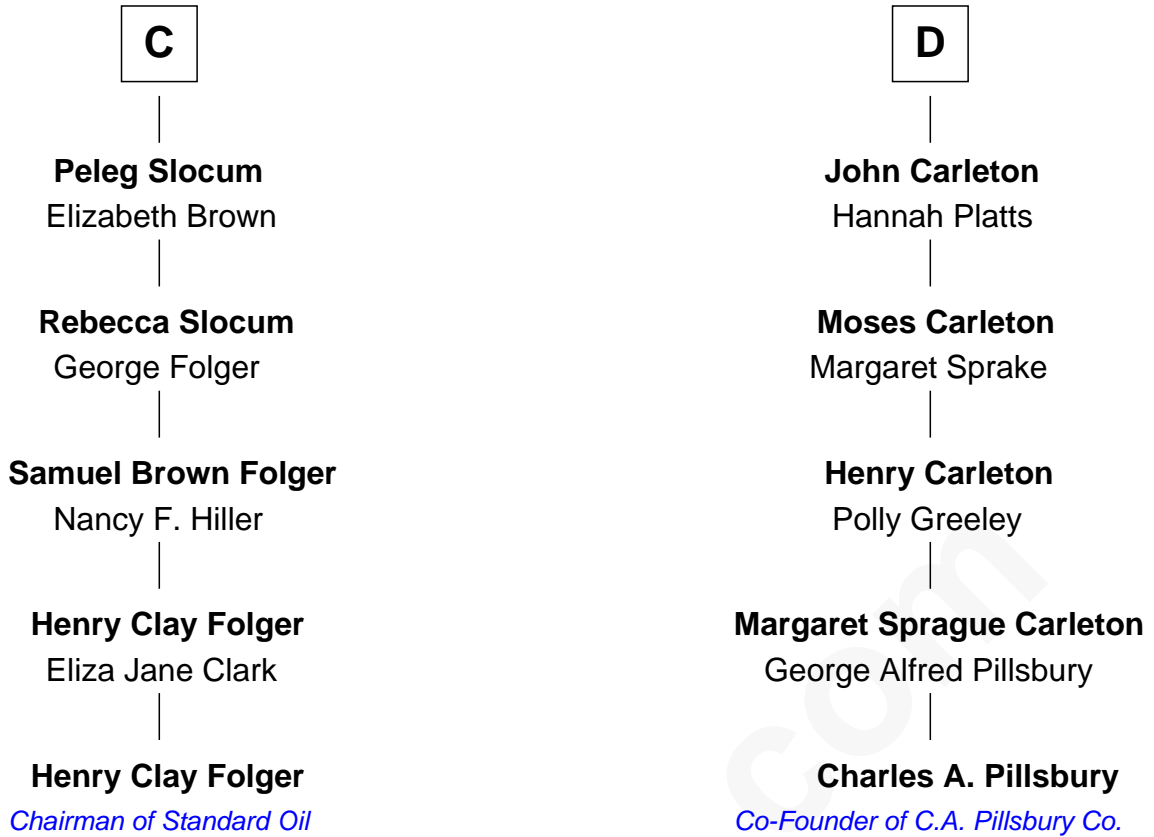 C
Peleg Slocum
Elizabeth Brown
Rebecca Slocum
George Folger
Samuel Brown Folger
Nancy F. Hiller
Henry Clay Folger
Eliza Jane Clark
Henry Clay Folger
Chairman of Standard Oil
D
John Carleton
Hannah Platts
Moses Carleton
Margaret Sprake
Henry Carleton
Polly Greeley
Margaret Sprague Carleton
George Alfred Pillsbury
Charles A. Pillsbury
Co-Founder of C.A. Pillsbury Co.
com